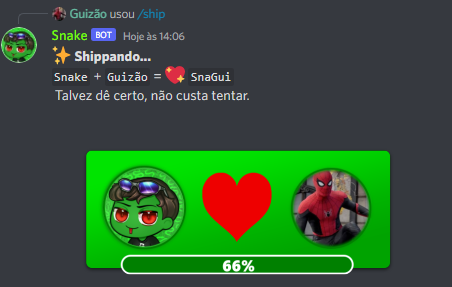 Guizão usou /ship
Snake BOT Hoje às 14:06
✨ Shippando...
Snake + Guizão = 💖 SnaGui
Talvez dê certo, não custa tentar.
66%